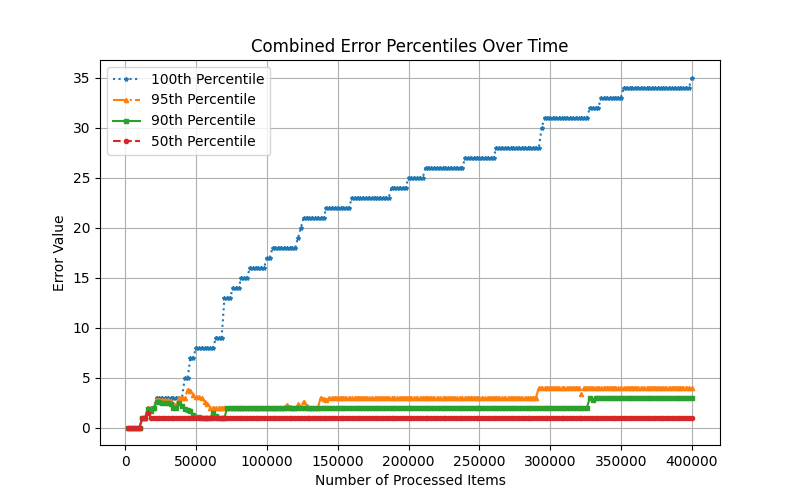 Combined Error Percentiles Over Time
100th Percentile
95th Percentile
90th Percentile
50th Percentile
Error Value
35
30
25
20
15
10
5
0
0 50000 100000 150000 200000 250000 300000 350000 400000
Number of Processed Items